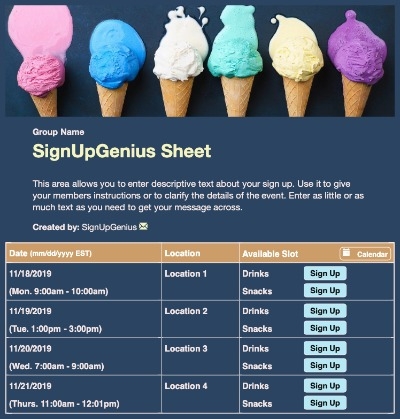 Group Name
SignUpGenius Sheet
This area allows you to enter descriptive text about your sign up. Use it to give
your members instructions or to clarify the details of the event. Enter as little or as
much text as you need to get your message across.
Created by: SignUpGenius
Date (mm/dd/yyyy EST) Location Available Slot Calendar
11/18/2019 Location 1 Drinks Sign Up
(Mon. 9:00am - 10:00am) Snacks Sign Up
11/19/2019 Location 2 Drinks Sign Up
(Tue. 1:00pm - 3:00pm) Snacks Sign Up
11/20/2019 Location 3 Drinks Sign Up
(Wed. 7:00am - 9:00am) Snacks Sign Up
11/21/2019 Location 4 Drinks Sign Up
(Thurs. 11:00am - 12:01pm) Snacks Sign Up